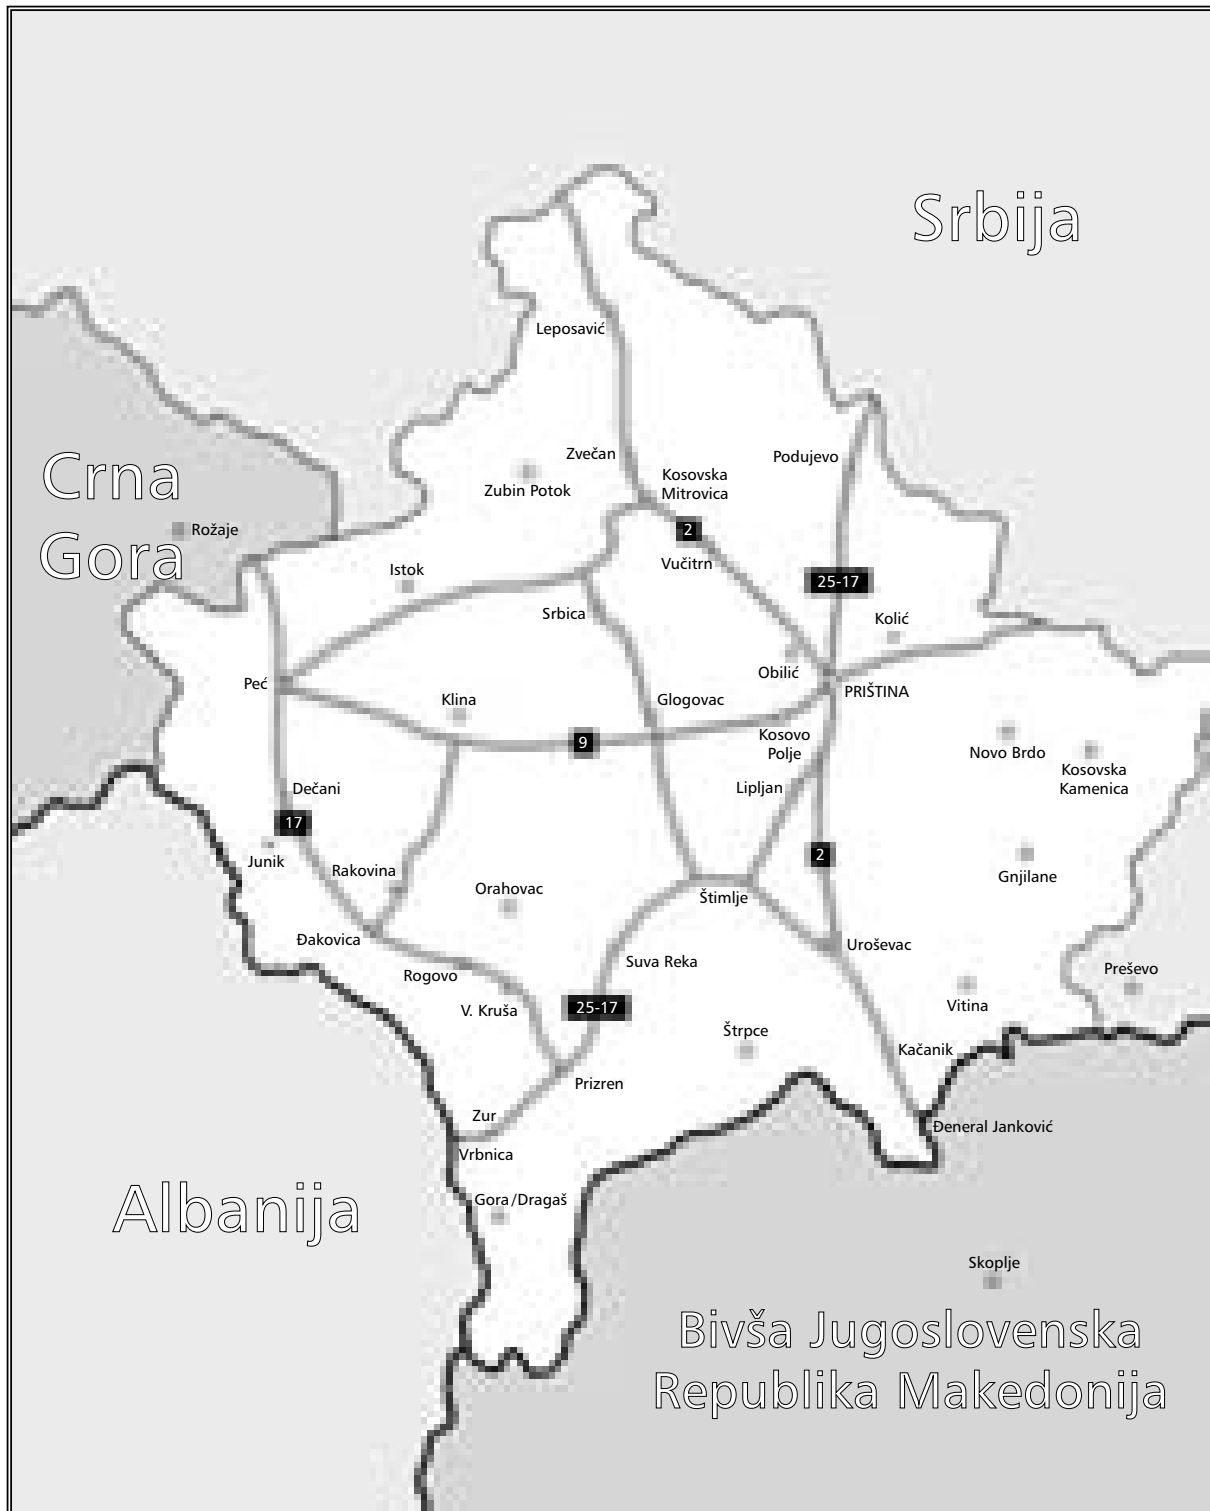 Srbija
Leposavić
Zvečan
Podujevo
Crna
Gora
Kosovska
Mitrovica
Zubin Potok
Rožaje
2
Vučitrn
Istok
25-17
Srbica
Kolić
Obilić
Peć
PRIŠTINA
Klina
Glogovac
9
Kosovo
Polje
Novo Brdo
Kosovska
Kamenica
Dečani
Lipljan
17
2
Junik
Rakovina
Gnjilane
Orahovac
Štimlje
Đakovica
Uroševac
Rogovo
Suva Reka
Preševo
V. Kruša
25-17
Vitina
Štrpce
Kačanik
Prizren
Zur
Đeneral Janković
Vrbnica
Albanija
Gora/Dragaš
Skoplje
Bivša Jugoslovenska
Republika Makedonija